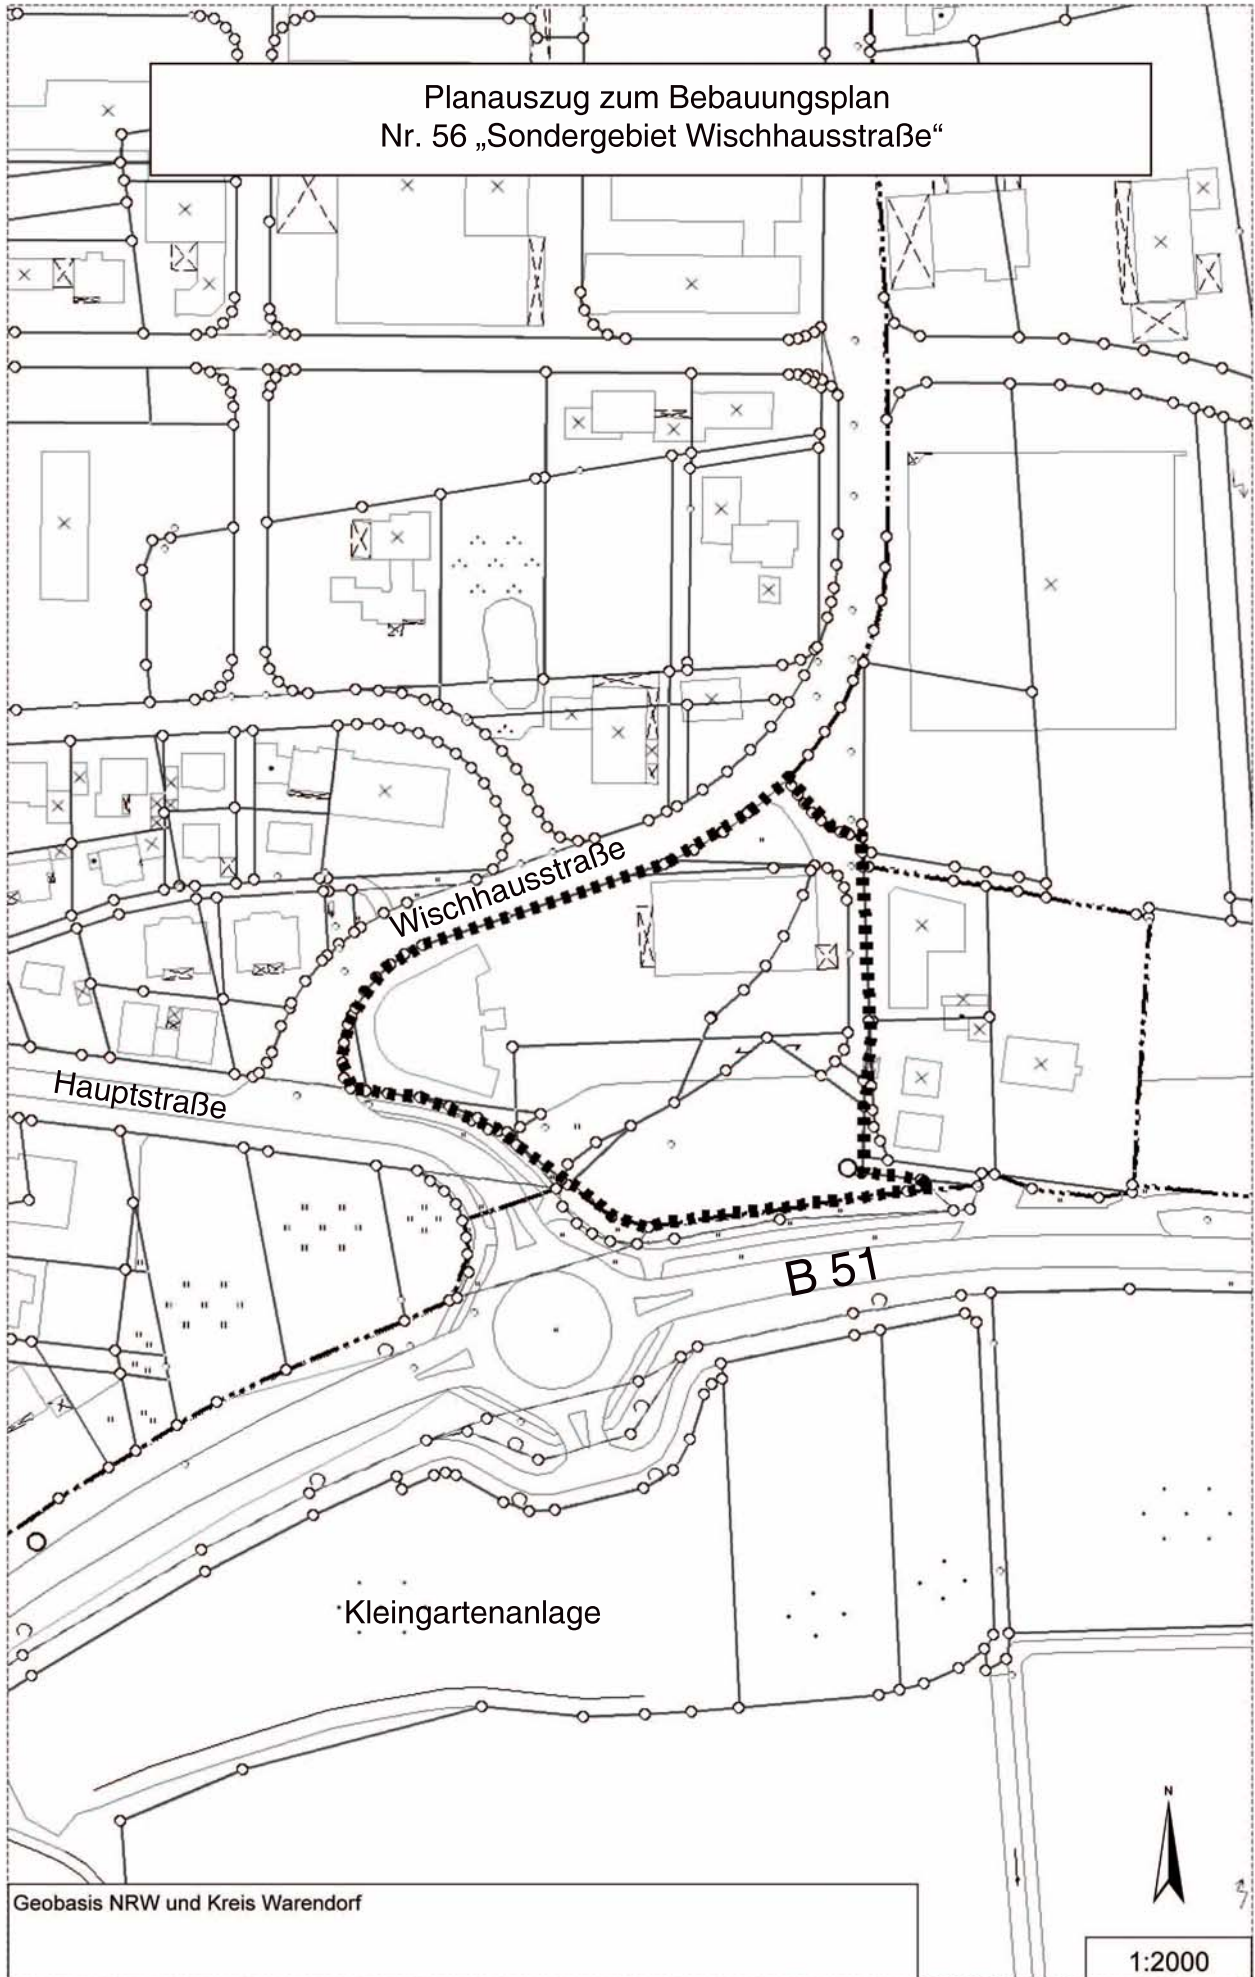 Planauszug zum Bebauungsplan
Nr. 56 „Sondergebiet Wischhausstraße“
Wischhausstraße
Hauptstraße
B 51
Kleingartenanlage
N
Geobasis NRW und Kreis Warendorf
1:2000